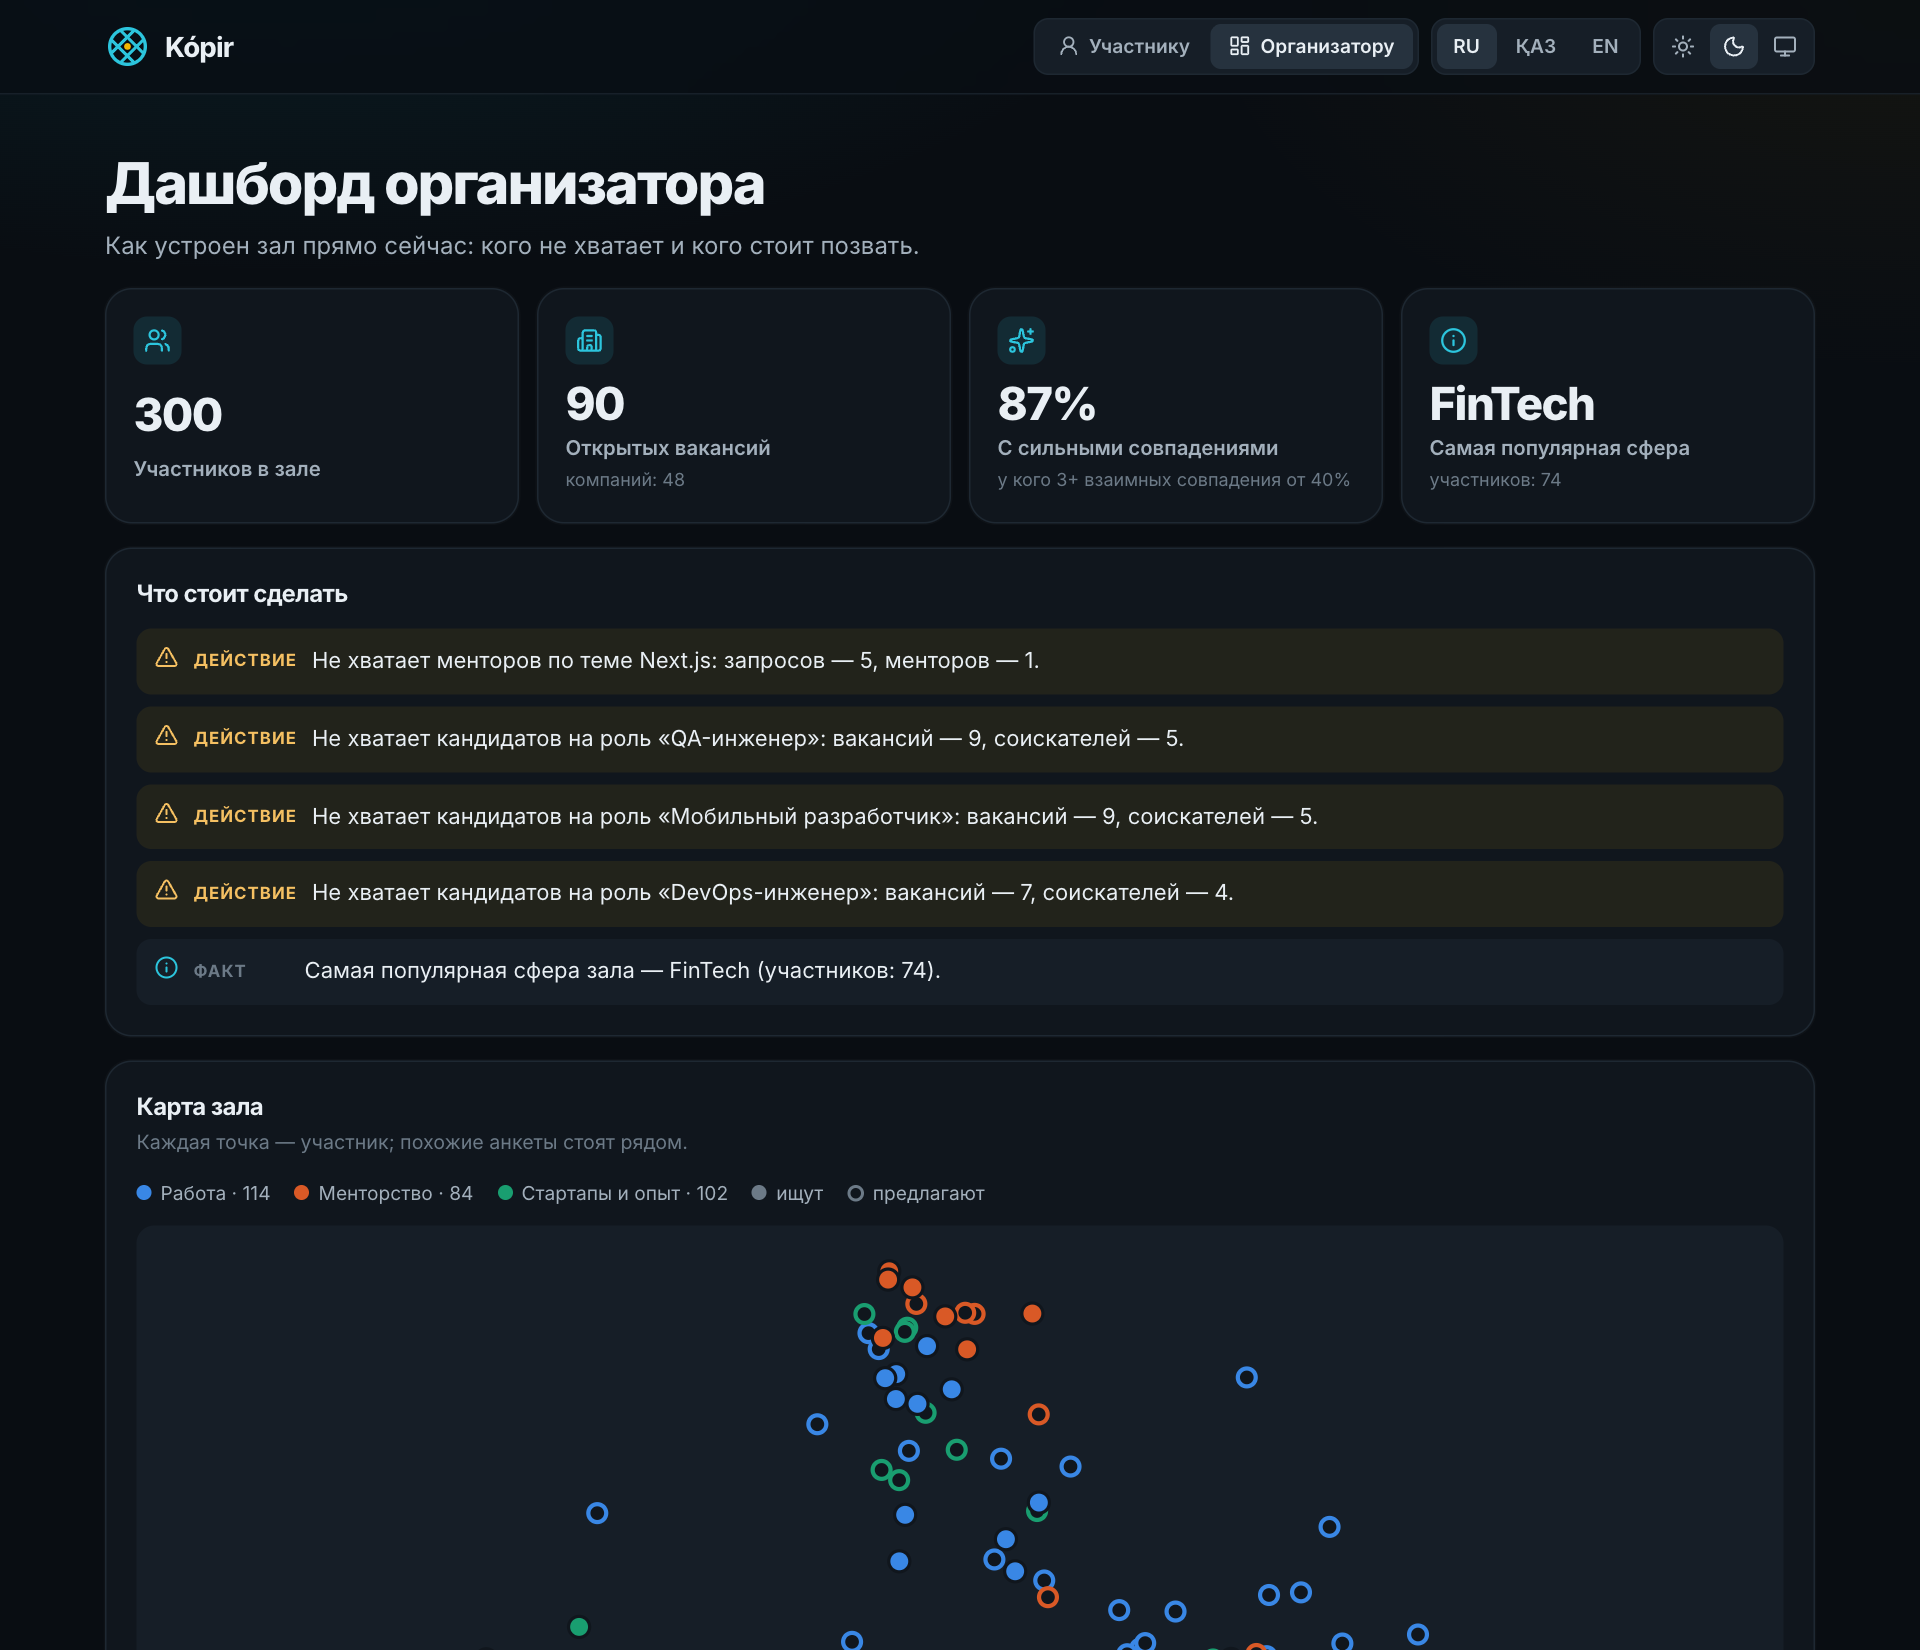 Kópir
Участнику
Организатору
RU
ҚАЗ
EN
Дашборд организатора
Как устроен зал прямо сейчас: кого не хватает и кого стоит позвать.
300
Участников в зале
90
Открытых вакансий
компаний: 48
87%
С сильными совпадениями
у кого 3+ взаимных совпадения от 40%
FinTech
Самая популярная сфера
участников: 74
Что стоит сделать
ДЕЙСТВИЕ Не хватает менторов по теме Next.js: запросов — 5, менторов — 1.
ДЕЙСТВИЕ Не хватает кандидатов на роль «QA-инженер»: вакансий — 9, соискателей — 5.
ДЕЙСТВИЕ Не хватает кандидатов на роль «Мобильный разработчик»: вакансий — 9, соискателей — 5.
ДЕЙСТВИЕ Не хватает кандидатов на роль «DevOps-инженер»: вакансий — 7, соискателей — 4.
ФАКТ Самая популярная сфера зала — FinTech (участников: 74).
Карта зала
Каждая точка — участник; похожие анкеты стоят рядом.
Работа · 114 Менторство · 84 Стартапы и опыт · 102 ищут предлагают